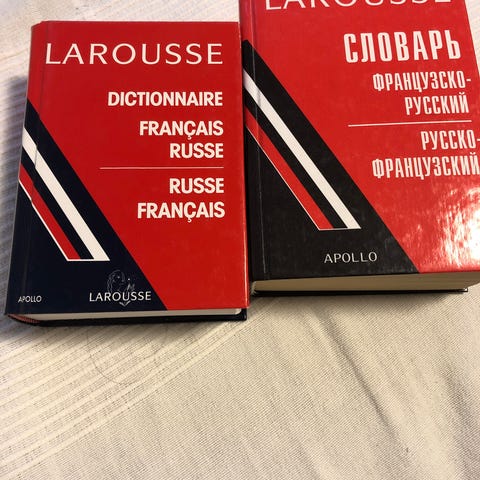 LAROUSSE
DICTIONNAIRE
FRANÇAIS
RUSSE
RUSSE
FRANÇAIS
APOLLO
LAROUSSE
LAROUSSE
СЛОВАРЬ
ФРАНЦУЗСКО-
РУССКИЙ
РУССКО-
ФРАНЦУЗСКИЙ
APOLLO